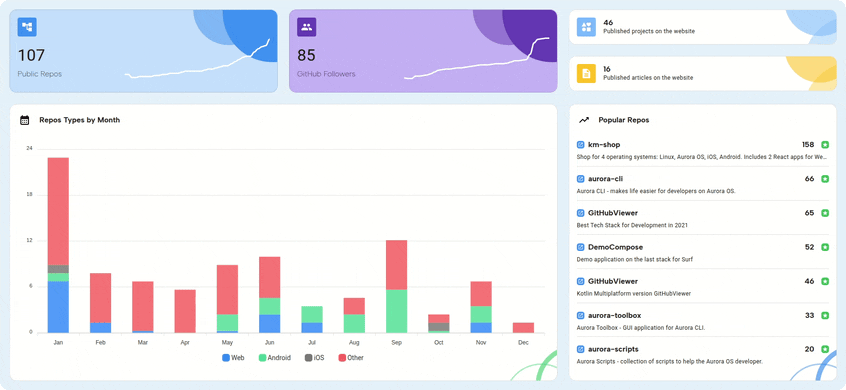 107
Public Repos
85
GitHub Followers
46
Published projects on the website
16
Published articles on the website
Repos Types by Month
24
18
12
6
0
Jan Feb Mar Apr May Jun Jul Aug Sep Oct Nov Dec
Web Android iOS Other
Popular Repos
km-shop 158
Shop for 4 operating systems: Linux, Aurora OS, iOS, Android. Includes 2 React apps for We...
aurora-cli 66
Aurora CLI - makes life easier for developers on Aurora OS.
GitHubViewer 65
Best Tech Stack for Development in 2021
DemoCompose 52
Demo application on the last stack for Surf
GitHubViewer 46
Kotlin Multiplatform version GitHubViewer
aurora-toolbox 33
Aurora Toolbox - GUI application for Aurora CLI.
aurora-scripts 20
Aurora Scripts - collection of scripts to help the Aurora OS developer.